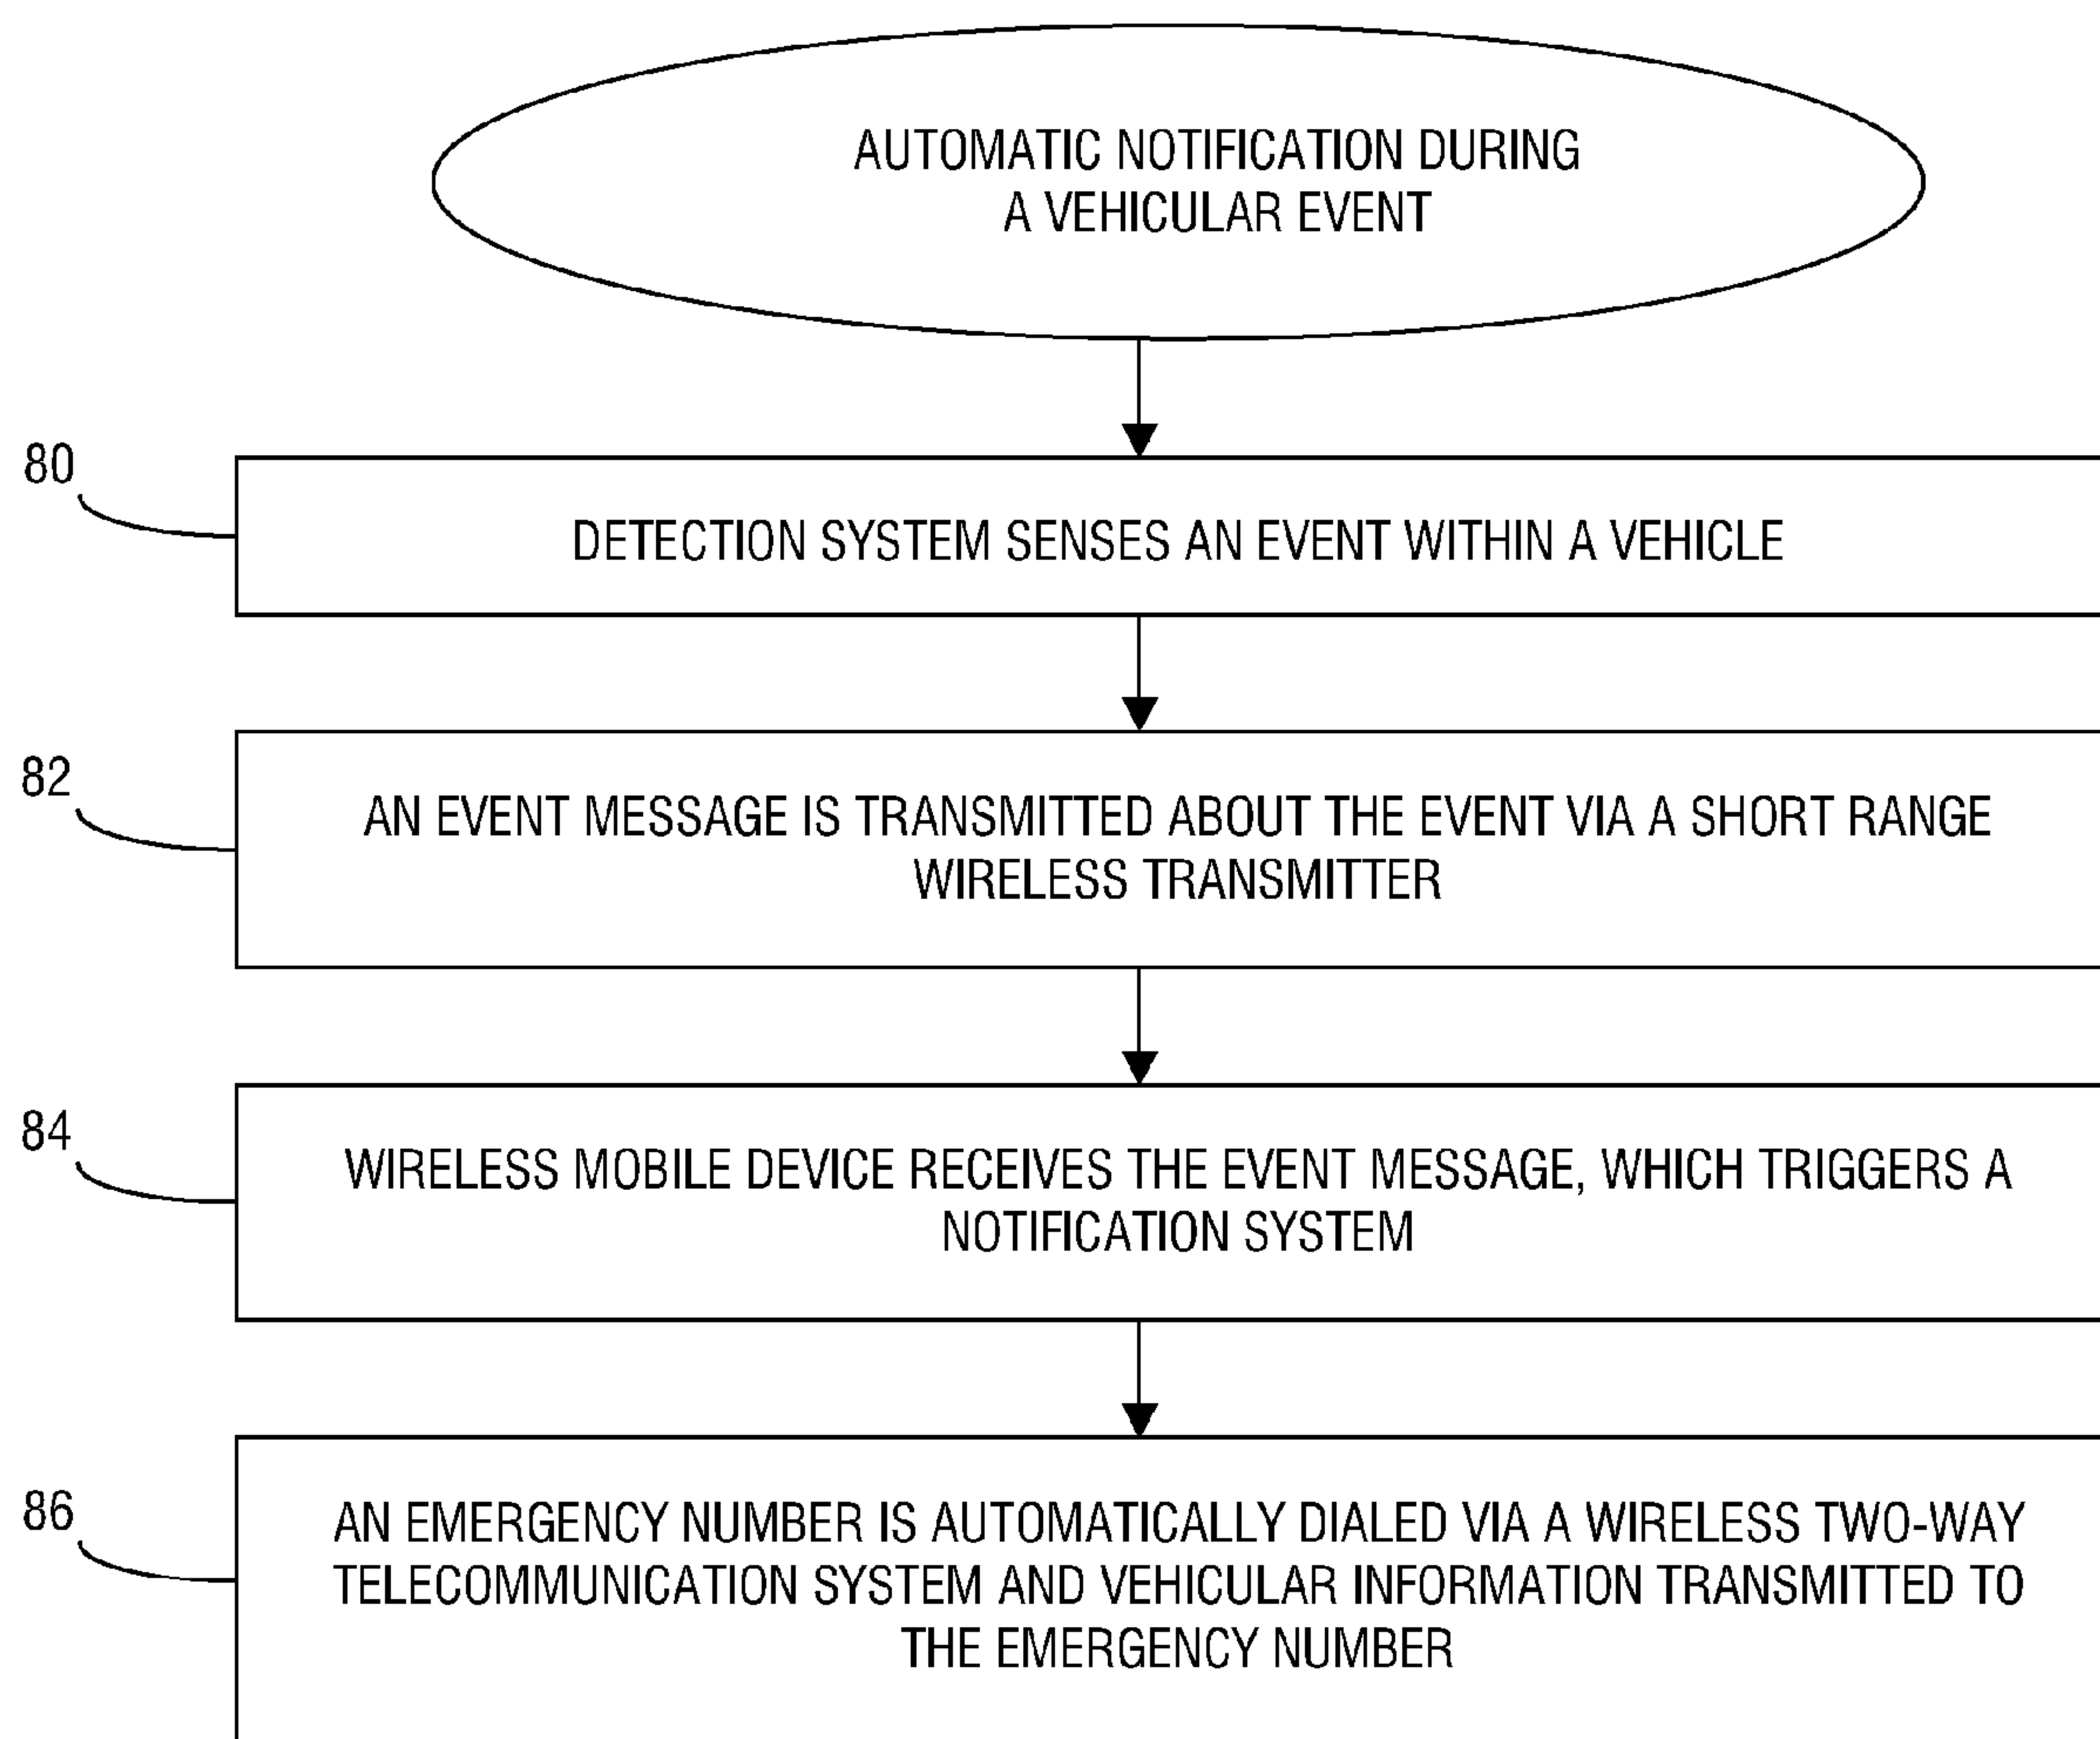 AUTOMATIC NOTIFICATION DURING
A VEHICULAR EVENT
80
DETECTION SYSTEM SENSES AN EVENT WITHIN A VEHICLE
82
AN EVENT MESSAGE IS TRANSMITTED ABOUT THE EVENT VIA A SHORT RANGE
WIRELESS TRANSMITTER
84
WIRELESS MOBILE DEVICE RECEIVES THE EVENT MESSAGE, WHICH TRIGGERS A
NOTIFICATION SYSTEM
86
AN EMERGENCY NUMBER IS AUTOMATICALLY DIALED VIA A WIRELESS TWO-WAY
TELECOMMUNICATION SYSTEM AND VEHICULAR INFORMATION TRANSMITTED TO
THE EMERGENCY NUMBER